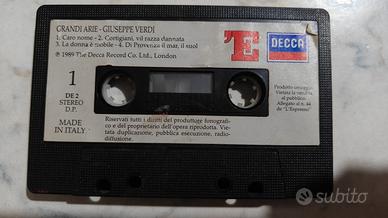 GRANDI ARIE - GIUSEPPE VERDI
1. Caro nome - 2. Cortigiani, vil razza dannata
3. La donna è mobile - 4. Di Provenza il mar, il suol
℗ 1989 The Decca Record Co. Ltd., London
'E
DECCA
1
DE 2
STEREO
D.P.
MADE
IN ITALY
Prodotto omaggio
Vietata la vendita
al pubblico
Allegato al n. 44
de "L'Espresso"
Riservati tutti i diritti del produttore fonografi-
co e del proprietario dell'opera riprodotta. Vie-
tata duplicazione, pubblica esecuzione, radio-
diffusione.
subito